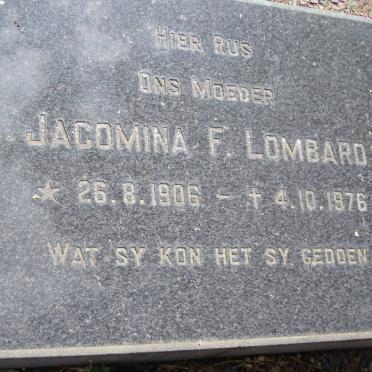 HIER RUS
ONS MOEDER
JACOMINA F. LOMBARD
* 26.8.1906 - † 4.10.1976
WAT SY KON HET SY GEDOEN